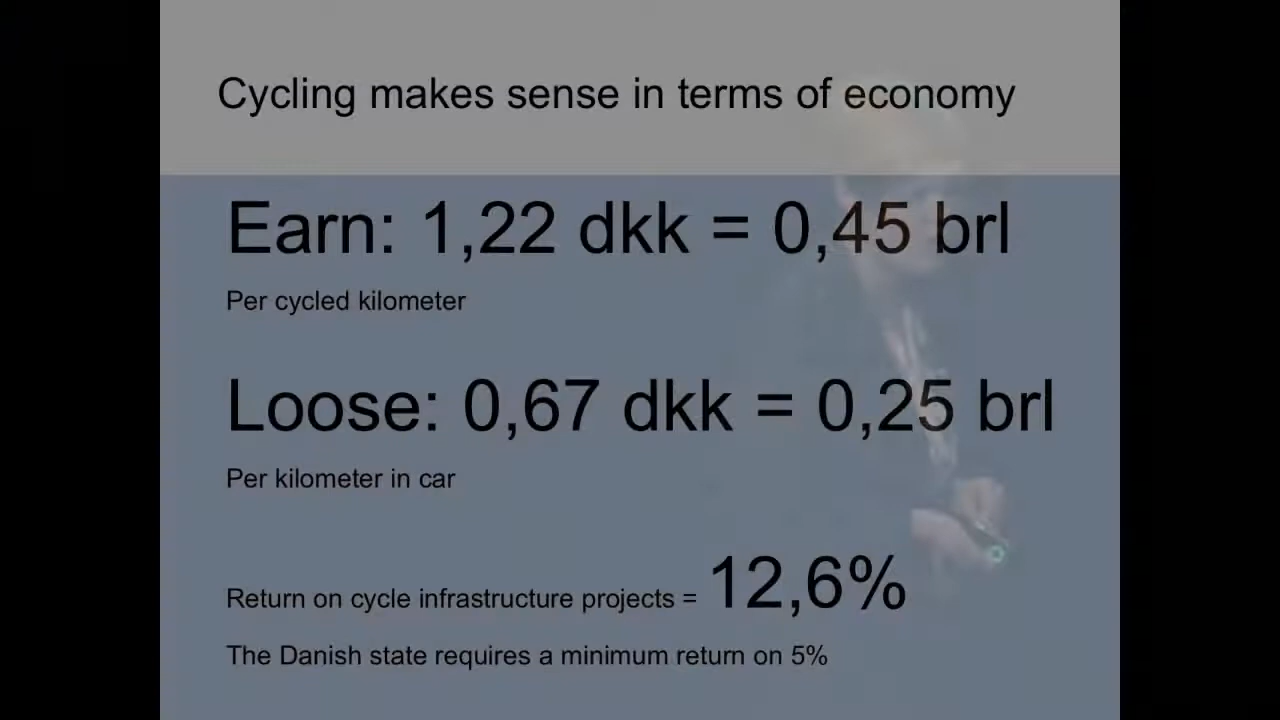 Cycling makes sense in terms of economy
Earn: 1,22 dkk = 0,45 brl
Per cycled kilometer
Loose: 0,67 dkk = 0,25 brl
Per kilometer in car
Return on cycle infrastructure projects = 12,6%
The Danish state requires a minimum return on 5%